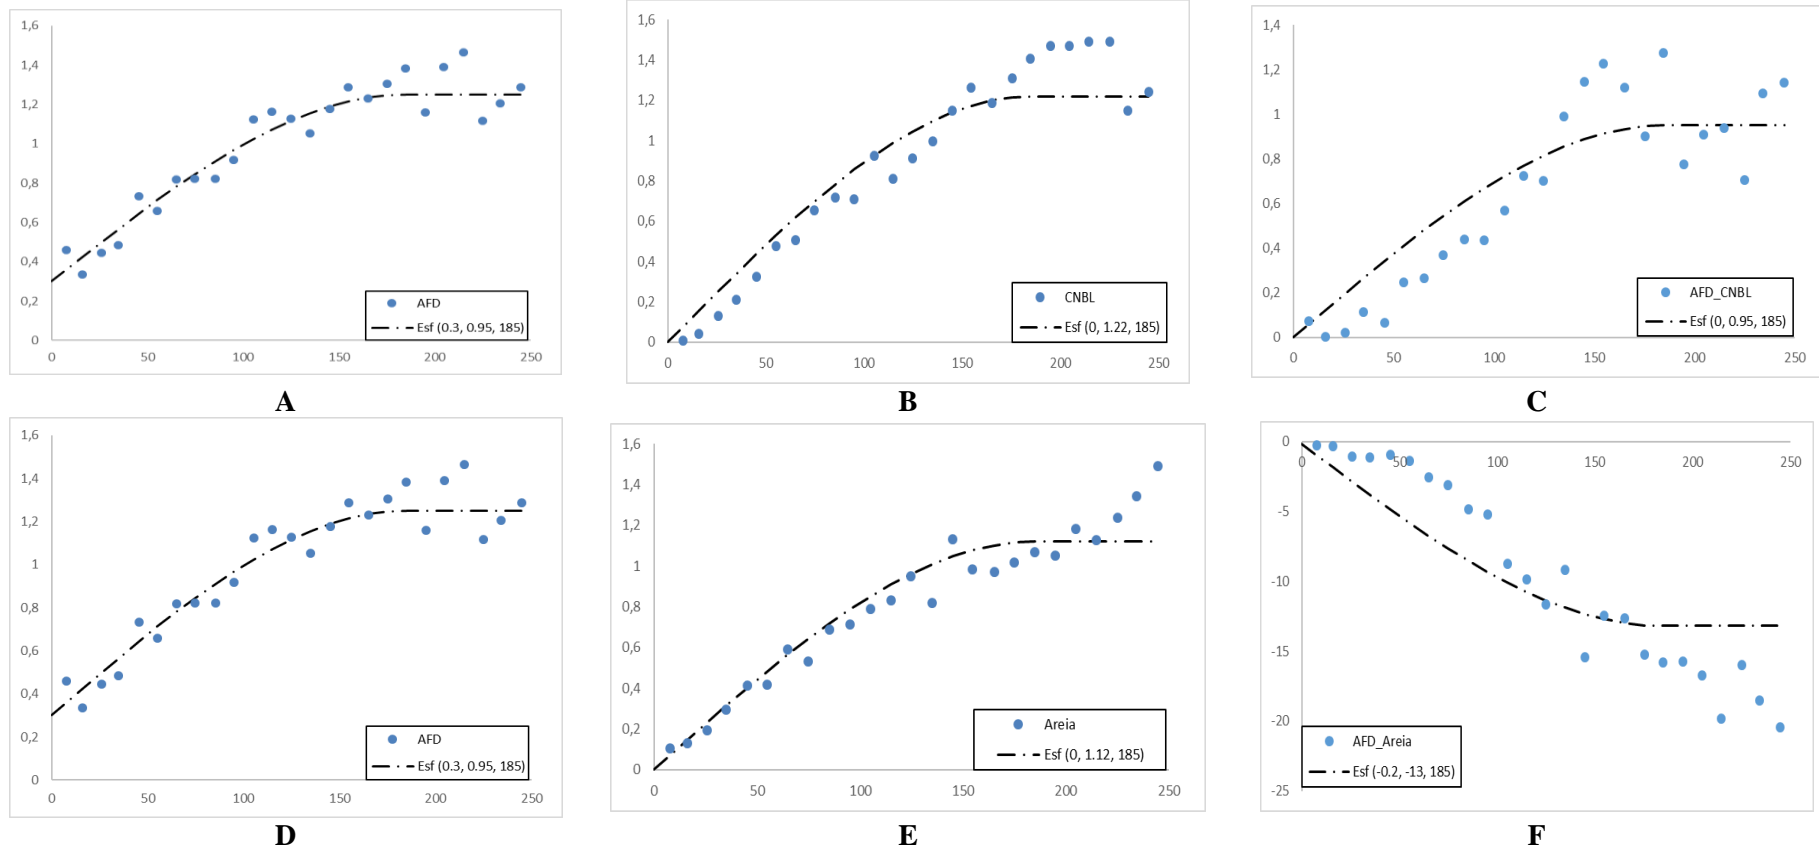 1,6
1,4
1,2
1
0,8
0,6
0,4
0,2
0
0 50 100 150 200 250
AFD
Esf (0.3, 0.95, 185)
A
1,6
1,4
1,2
1
0,8
0,6
0,4
0,2
0
0 50 100 150 200 250
CNBL
Esf (0, 1.22, 185)
B
1,4
1,2
1
0,8
0,6
0,4
0,2
0
0 50 100 150 200 250
AFD_CNBL
Esf (0, 0.95, 185)
C
1,6
1,4
1,2
1
0,8
0,6
0,4
0,2
0
0 50 100 150 200 250
AFD
Esf (0.3, 0.95, 185)
D
1,6
1,4
1,2
1
0,8
0,6
0,4
0,2
0
0 50 100 150 200 250
Areia
Esf (0, 1.12, 185)
E
0
0 50 100 150 200 250
-5
-10
-15
-20
-25
AFD_Areia
Esf (-0.2, -13, 185)
F